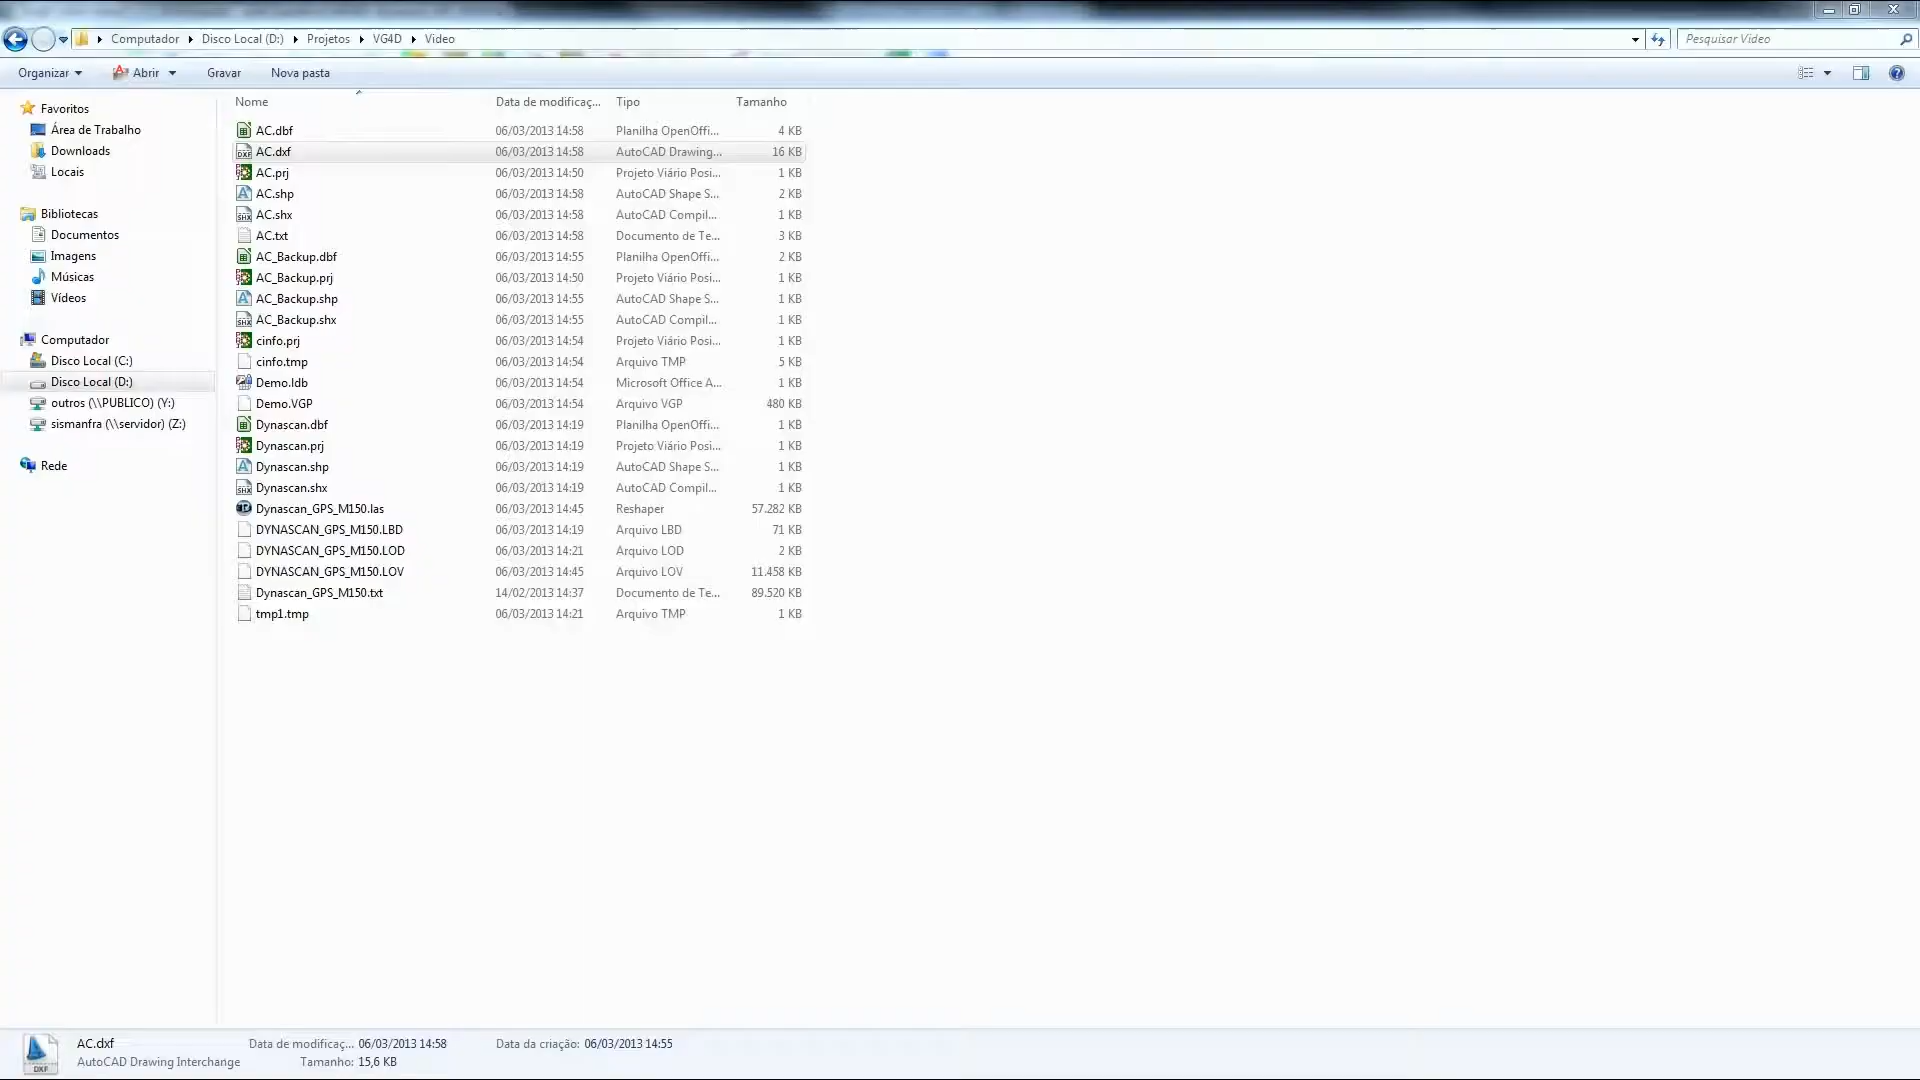 Computador Disco Local (D:) Projetos VG4D Video Pesquisar Video
Organizar Abrir Gravar Nova pasta
Favoritos
Área de Trabalho
Downloads
Locais
Bibliotecas
Documentos
Imagens
Músicas
Vídeos
Computador
Disco Local (C:)
Disco Local (D:)
outros (\\PUBLICO) (Y:)
sismanfra (\\servidor) (Z:)
Rede
Nome Data de modificaç... Tipo Tamanho
AC.dbf 06/03/2013 14:58 Planilha OpenOffi... 4 KB
AC.dxf 06/03/2013 14:58 AutoCAD Drawing... 16 KB
AC.prj 06/03/2013 14:50 Projeto Viário Posi... 1 KB
AC.shp 06/03/2013 14:58 AutoCAD Shape S... 2 KB
AC.shx 06/03/2013 14:58 AutoCAD Compil... 1 KB
AC.txt 06/03/2013 14:58 Documento de Te... 3 KB
AC_Backup.dbf 06/03/2013 14:55 Planilha OpenOffi... 2 KB
AC_Backup.prj 06/03/2013 14:50 Projeto Viário Posi... 1 KB
AC_Backup.shp 06/03/2013 14:55 AutoCAD Shape S... 1 KB
AC_Backup.shx 06/03/2013 14:55 AutoCAD Compil... 1 KB
cinfo.prj 06/03/2013 14:54 Projeto Viário Posi... 1 KB
cinfo.tmp 06/03/2013 14:54 Arquivo TMP 5 KB
Demo.ldb 06/03/2013 14:54 Microsoft Office A... 1 KB
Demo.VGP 06/03/2013 14:54 Arquivo VGP 480 KB
Dynascan.dbf 06/03/2013 14:19 Planilha OpenOffi... 1 KB
Dynascan.prj 06/03/2013 14:19 Projeto Viário Posi... 1 KB
Dynascan.shp 06/03/2013 14:19 AutoCAD Shape S... 1 KB
Dynascan.shx 06/03/2013 14:19 AutoCAD Compil... 1 KB
Dynascan_GPS_M150.las 06/03/2013 14:45 Reshaper 57.282 KB
DYNASCAN_GPS_M150.LBD 06/03/2013 14:19 Arquivo LBD 71 KB
DYNASCAN_GPS_M150.LOD 06/03/2013 14:21 Arquivo LOD 2 KB
DYNASCAN_GPS_M150.LOV 06/03/2013 14:45 Arquivo LOV 11.458 KB
Dynascan_GPS_M150.txt 14/02/2013 14:37 Documento de Te... 89.520 KB
tmp1.tmp 06/03/2013 14:21 Arquivo TMP 1 KB
AC.dxf Data de modificaç... 06/03/2013 14:58 Data da criação: 06/03/2013 14:55
AutoCAD Drawing Interchange Tamanho: 15,6 KB
DXF